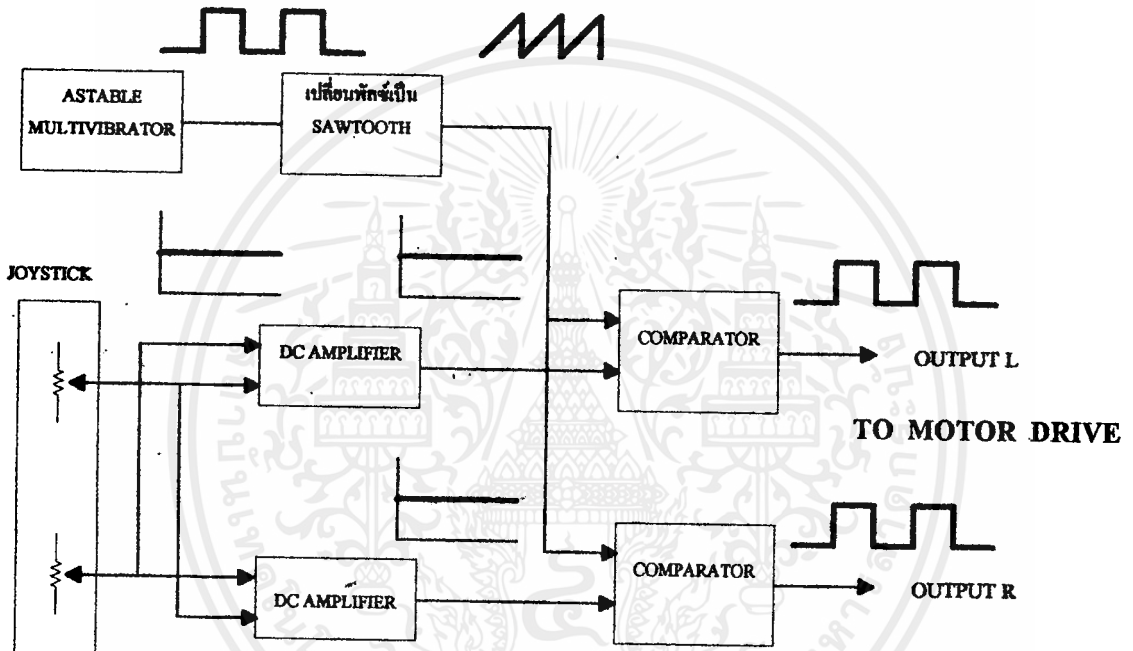 ASTABLE
MULTIVIBRATOR
เปลี่ยนพัลซ์เป็น
SAWTOOTH
JOYSTICK
DC AMPLIFIER
COMPARATOR
OUTPUT L
TO MOTOR DRIVE
DC AMPLIFIER
COMPARATOR
OUTPUT R